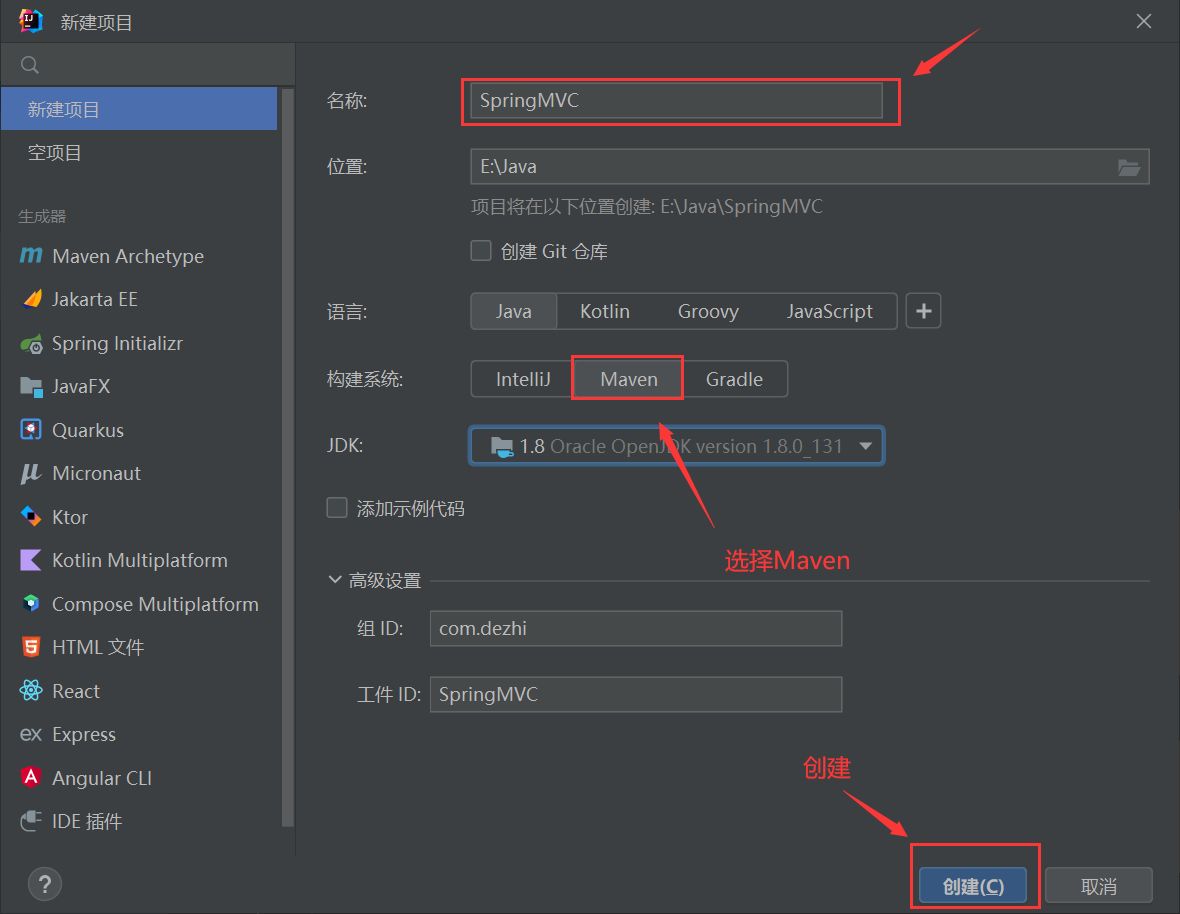 新建项目
新建项目
空项目
生成器
Maven Archetype
Jakarta EE
Spring Initializr
JavaFX
Quarkus
Micronaut
Ktor
Kotlin Multiplatform
Compose Multiplatform
HTML 文件
React
Express
Angular CLI
IDE 插件
名称: SpringMVC
位置: E:\Java
项目将在以下位置创建: E:\Java\SpringMVC
创建 Git 仓库
语言: Java Kotlin Groovy JavaScript +
构建系统: IntelliJ Maven Gradle
JDK: 1.8 Oracle OpenJDK version 1.8.0_131
添加示例代码
选择Maven
高级设置
组 ID: com.dezhi
工件 ID: SpringMVC
创建
? 创建(C) 取消